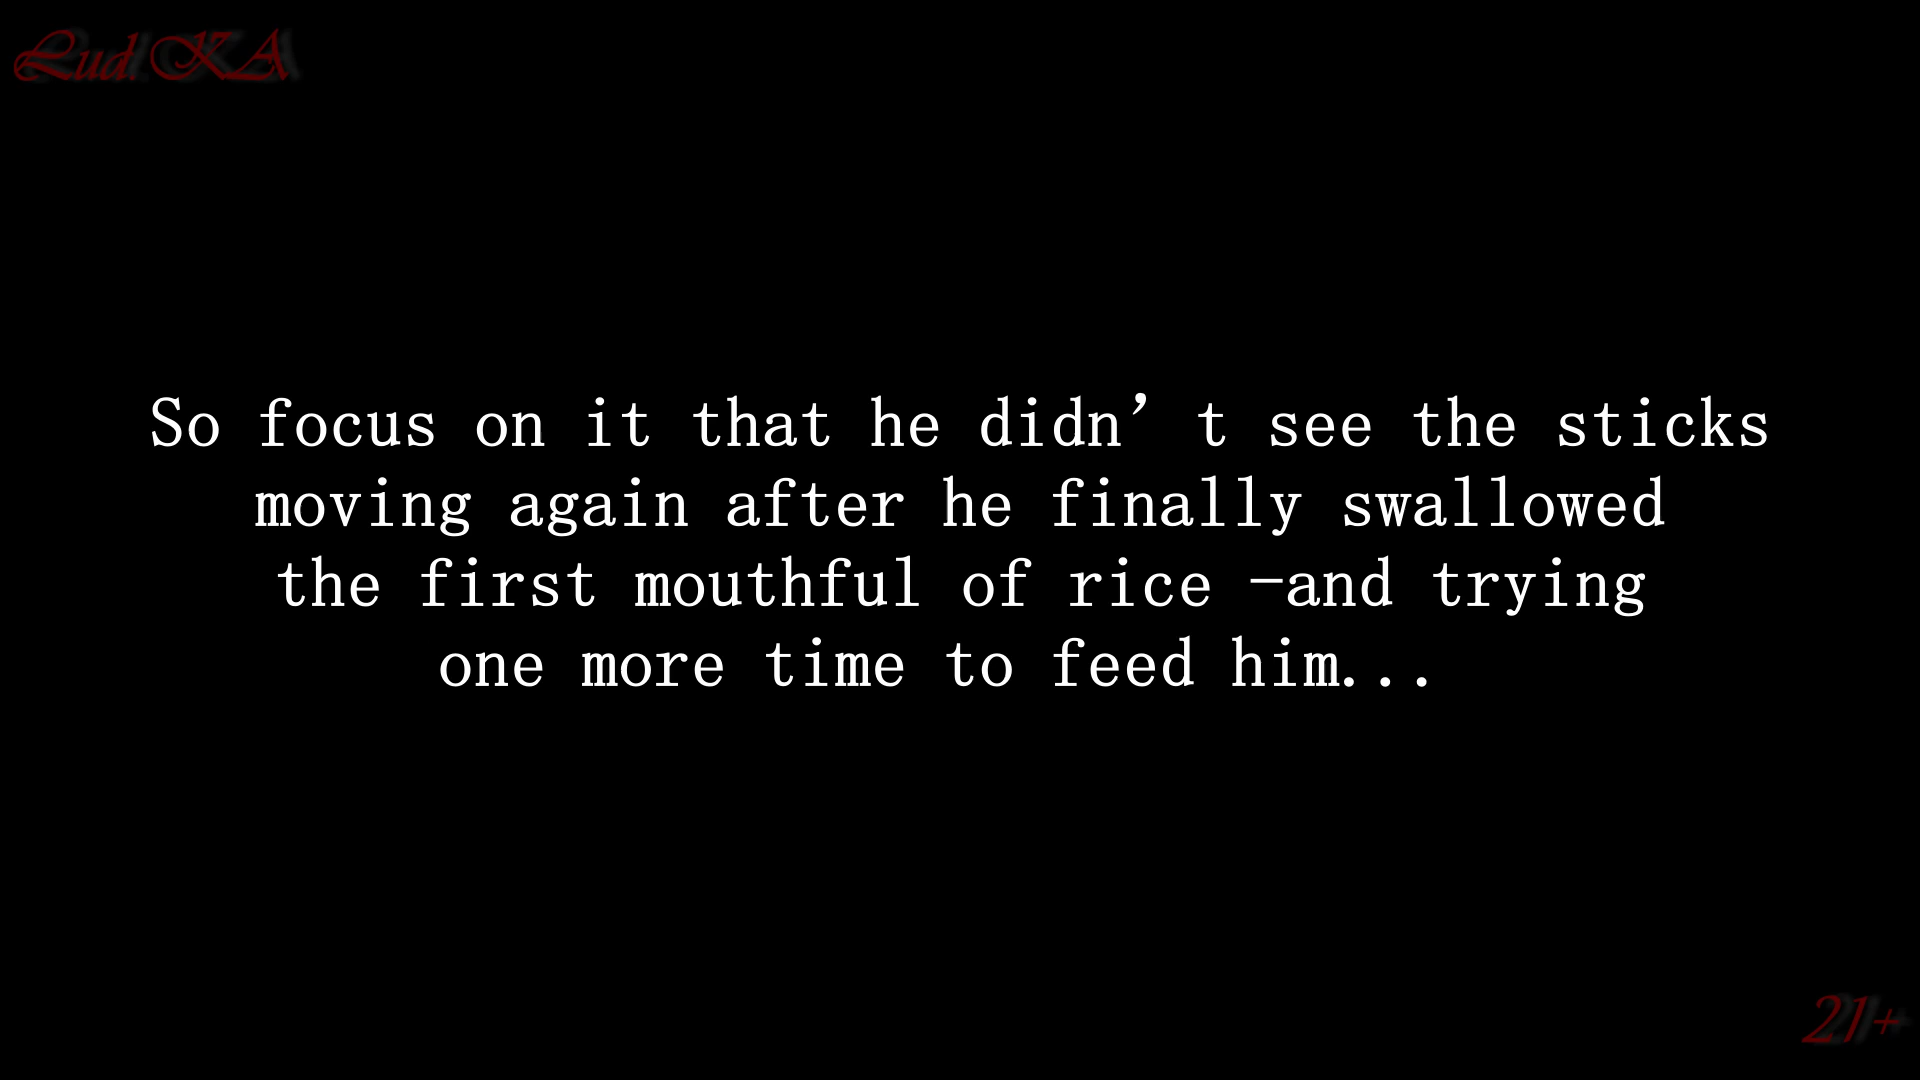 Lud. KA
So focus on it that he didn’t see the sticks
moving again after he finally swallowed
the first mouthful of rice –and trying
one more time to feed him...
21+